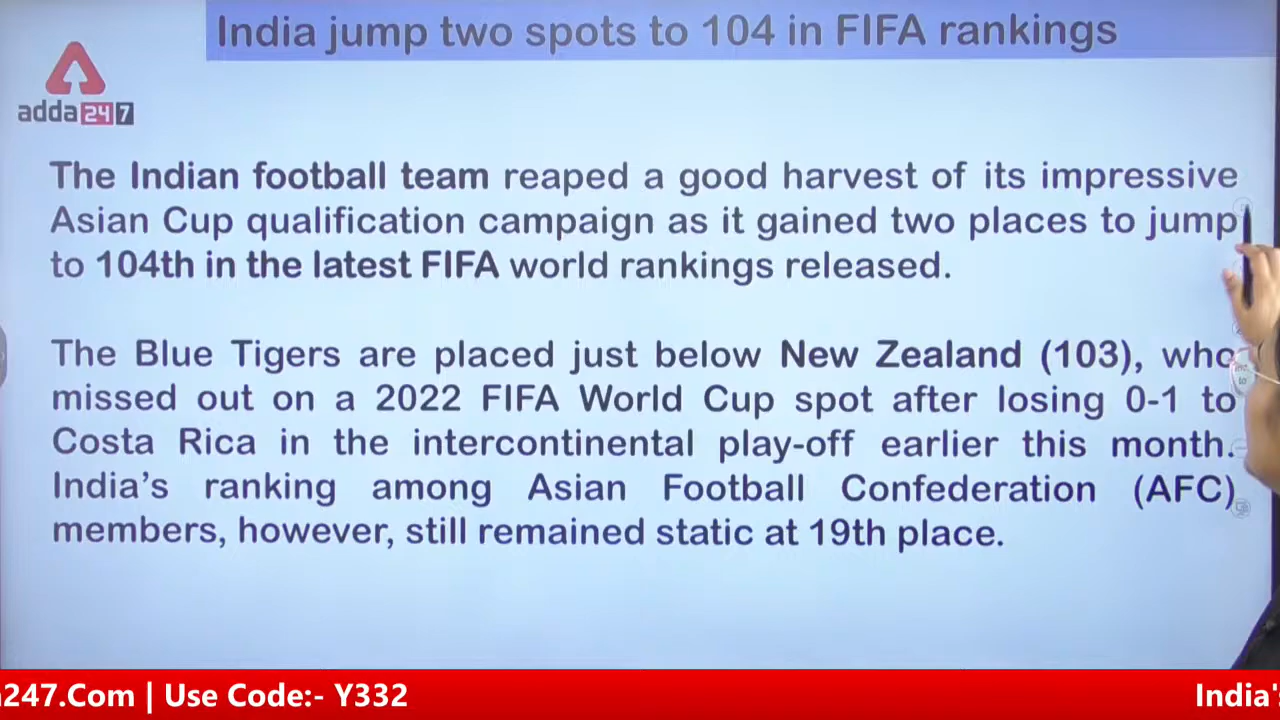 India jump two spots to 104 in FIFA rankings
adda247
The Indian football team reaped a good harvest of its impressive
Asian Cup qualification campaign as it gained two places to jump
to 104th in the latest FIFA world rankings released.
The Blue Tigers are placed just below New Zealand (103), who
missed out on a 2022 FIFA World Cup spot after losing 0-1 to
Costa Rica in the intercontinental play-off earlier this month.
India's ranking among Asian Football Confederation (AFC)
members, however, still remained static at 19th place.
a247.Com | Use Code:- Y332
India's